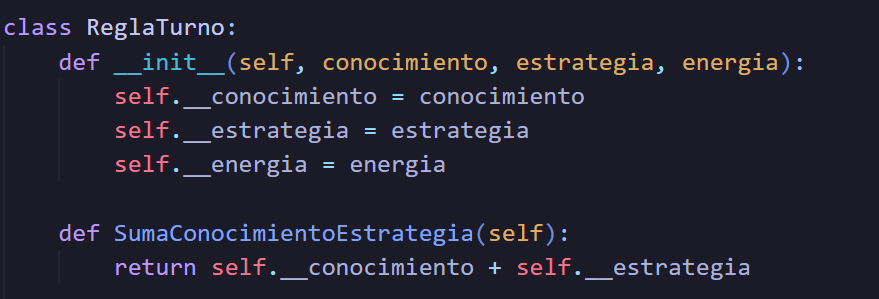 class ReglaTurno:
def __init__(self, conocimiento, estrategia, energia):
self.__conocimiento = conocimiento
self.__estrategia = estrategia
self.__energia = energia
def SumaConocimientoEstrategia(self):
return self.__conocimiento + self.__estrategia